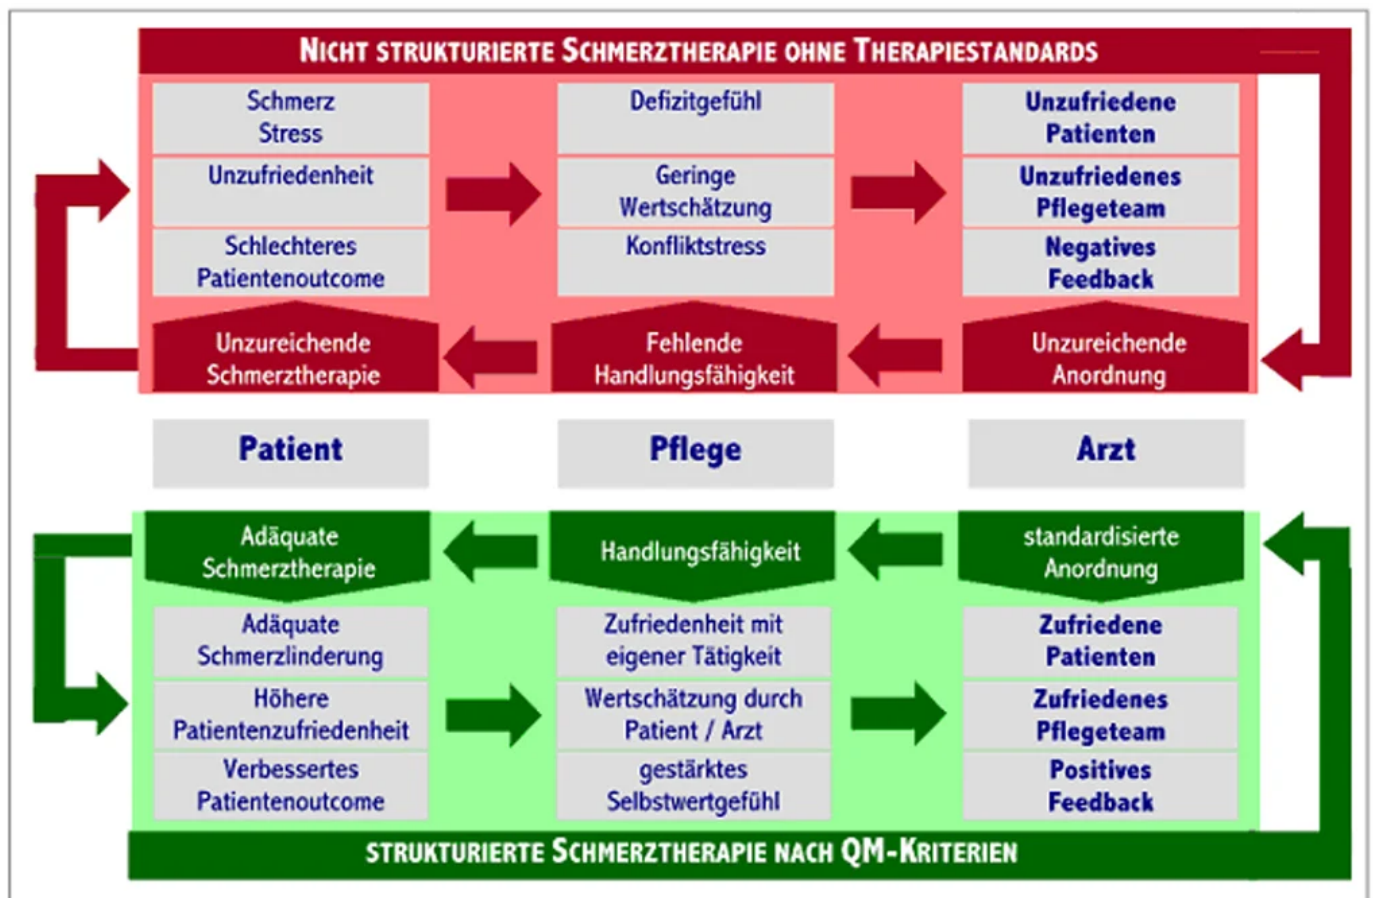 NICHT STRUKTURIERTE SCHMERZTHERAPIE OHNE THERAPIESTANDARDS
Schmerz
Stress
Defizitgefühl
Unzufriedene
Patienten
Unzufriedenheit
Geringe
Wertschätzung
Unzufriedenes
Pflegeteam
Schlechteres
Patientenoutcome
Konfliktstress
Negatives
Feedback
Unzureichende
Schmerztherapie
Fehlende
Handlungsfähigkeit
Unzureichende
Anordnung
Patient
Pflege
Arzt
Adäquate
Schmerztherapie
Handlungsfähigkeit
standardisierte
Anordnung
Adäquate
Schmerzlinderung
Zufriedenheit mit
eigener Tätigkeit
Zufriedene
Patienten
Höhere
Patientenzufriedenheit
Wertschätzung durch
Patient / Arzt
Zufriedenes
Pflegeteam
Verbessertes
Patientenoutcome
gestärktes
Selbstwertgefühl
Positives
Feedback
STRUKTURIERTE SCHMERZTHERAPIE NACH QM-KRITERIEN